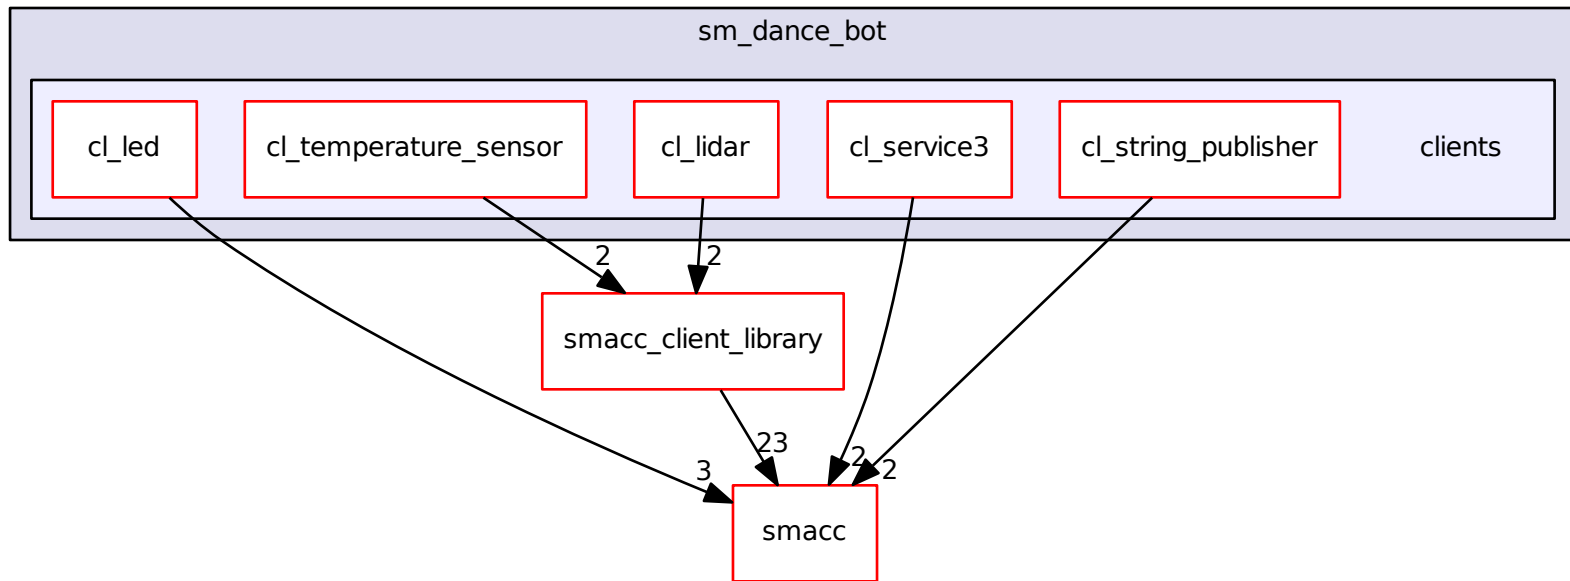 sm_dance_bot
cl_led
cl_temperature_sensor
cl_lidar
cl_service3
cl_string_publisher
clients
2
2
smacc_client_library
23
3
2
2
smacc